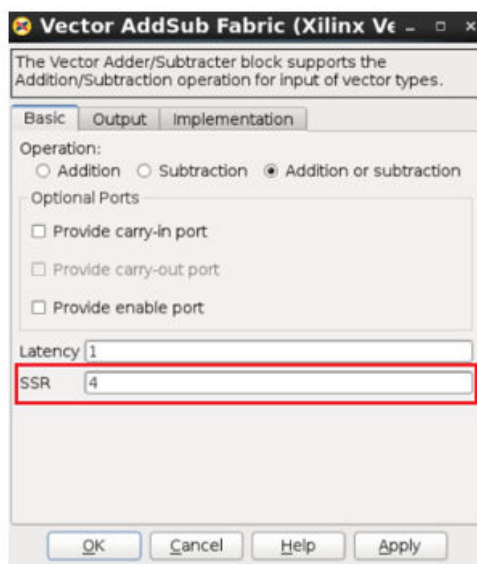 Vector AddSub Fabric (Xilinx Ve
The Vector Adder/Subtracter block supports the
Addition/Subtraction operation for input of vector types.
Basic Output Implementation
Operation:
Addition Subtraction Addition or subtraction
Optional Ports
Provide carry-in port
Provide carry-out port
Provide enable port
Latency 1
SSR 4
OK Cancel Help Apply